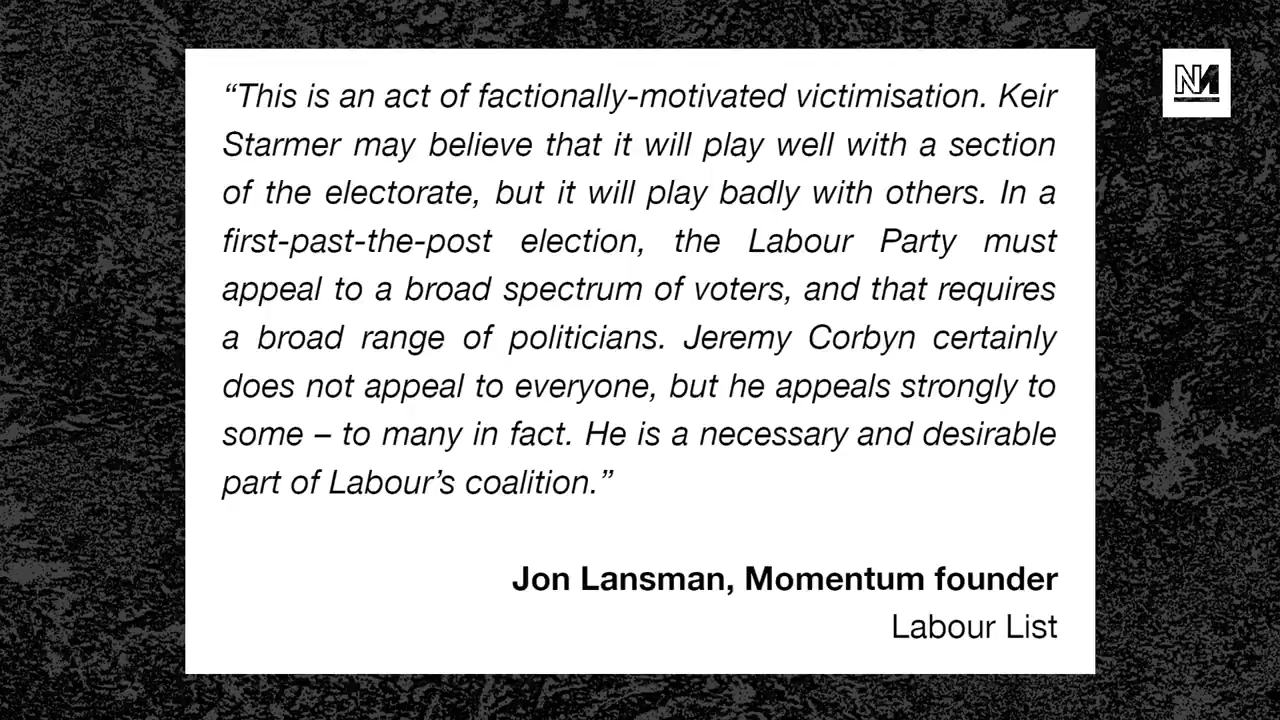 “This is an act of factionally-motivated victimisation. Keir
Starmer may believe that it will play well with a section
of the electorate, but it will play badly with others. In a
first-past-the-post election, the Labour Party must
appeal to a broad spectrum of voters, and that requires
a broad range of politicians. Jeremy Corbyn certainly
does not appeal to everyone, but he appeals strongly to
some – to many in fact. He is a necessary and desirable
part of Labour’s coalition.”
Jon Lansman, Momentum founder
Labour List
NM